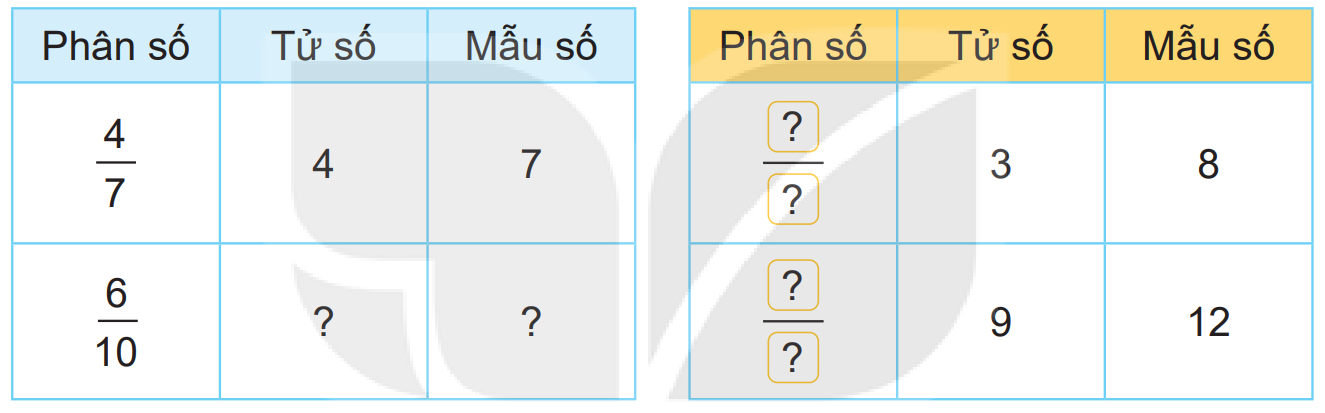 Phân số Tử số Mẫu số
4/7 4 7
6/10 ? ?
Phân số Tử số Mẫu số
?/? 3 8
?/? 9 12